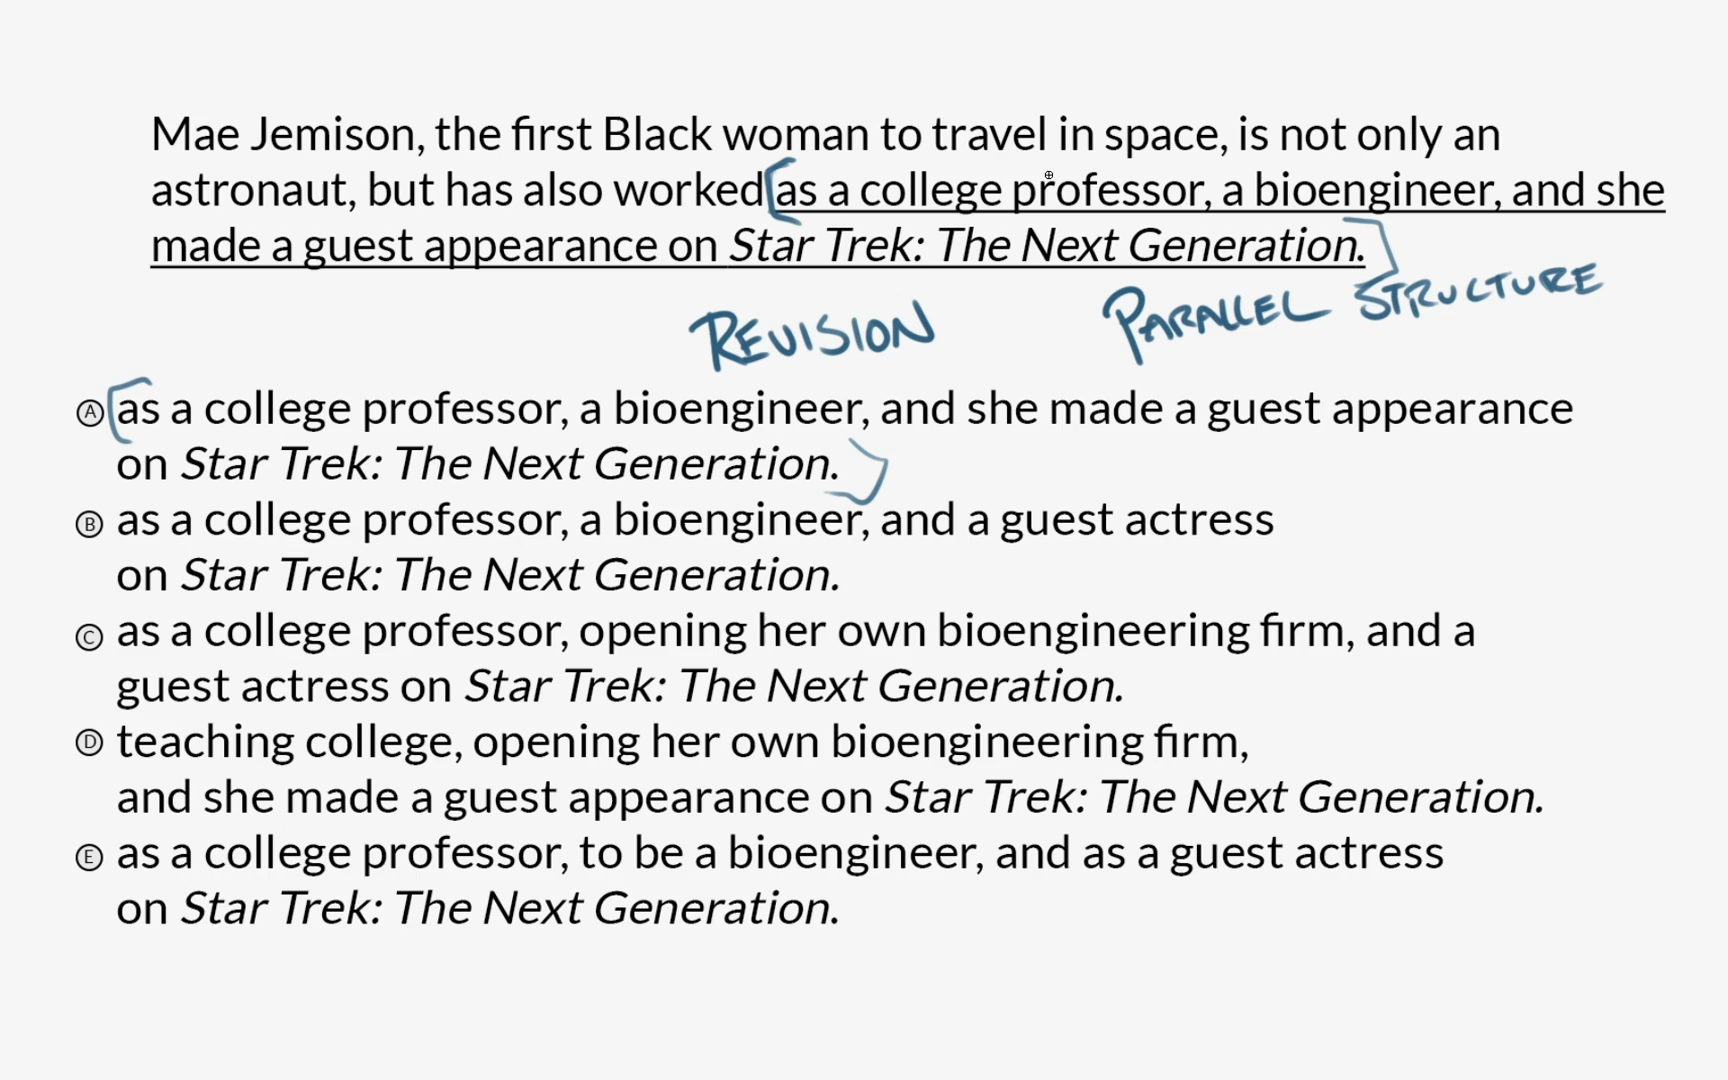 Mae Jemison, the first Black woman to travel in space, is not only an
astronaut, but has also worked as a college professor, a bioengineer, and she
made a guest appearance on Star Trek: The Next Generation.
REVISION PARALLEL STRUCTURE
A as a college professor, a bioengineer, and she made a guest appearance
on Star Trek: The Next Generation.
B as a college professor, a bioengineer, and a guest actress
on Star Trek: The Next Generation.
C as a college professor, opening her own bioengineering firm, and a
guest actress on Star Trek: The Next Generation.
D teaching college, opening her own bioengineering firm,
and she made a guest appearance on Star Trek: The Next Generation.
E as a college professor, to be a bioengineer, and as a guest actress
on Star Trek: The Next Generation.